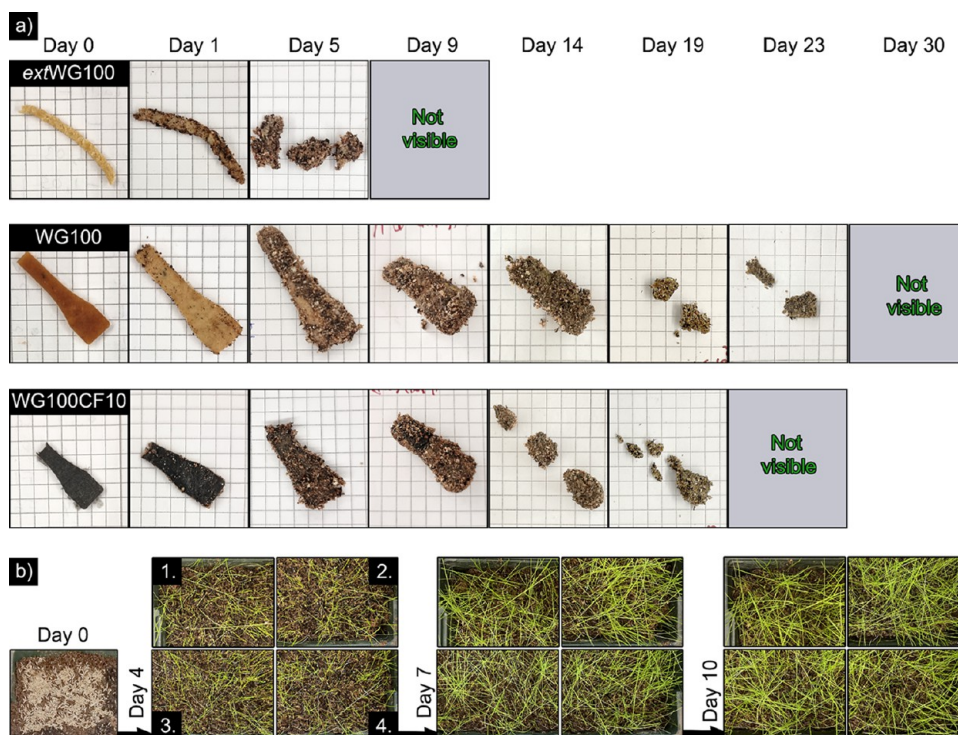 a)
Day 0 Day 1 Day 5 Day 9 Day 14 Day 19 Day 23 Day 30
extWG100
Not
visible
WG100
Not
visible
WG100CF10
Not
visible
b)
Day 0
Day 4
1.
2.
3.
4.
Day 7
Day 10